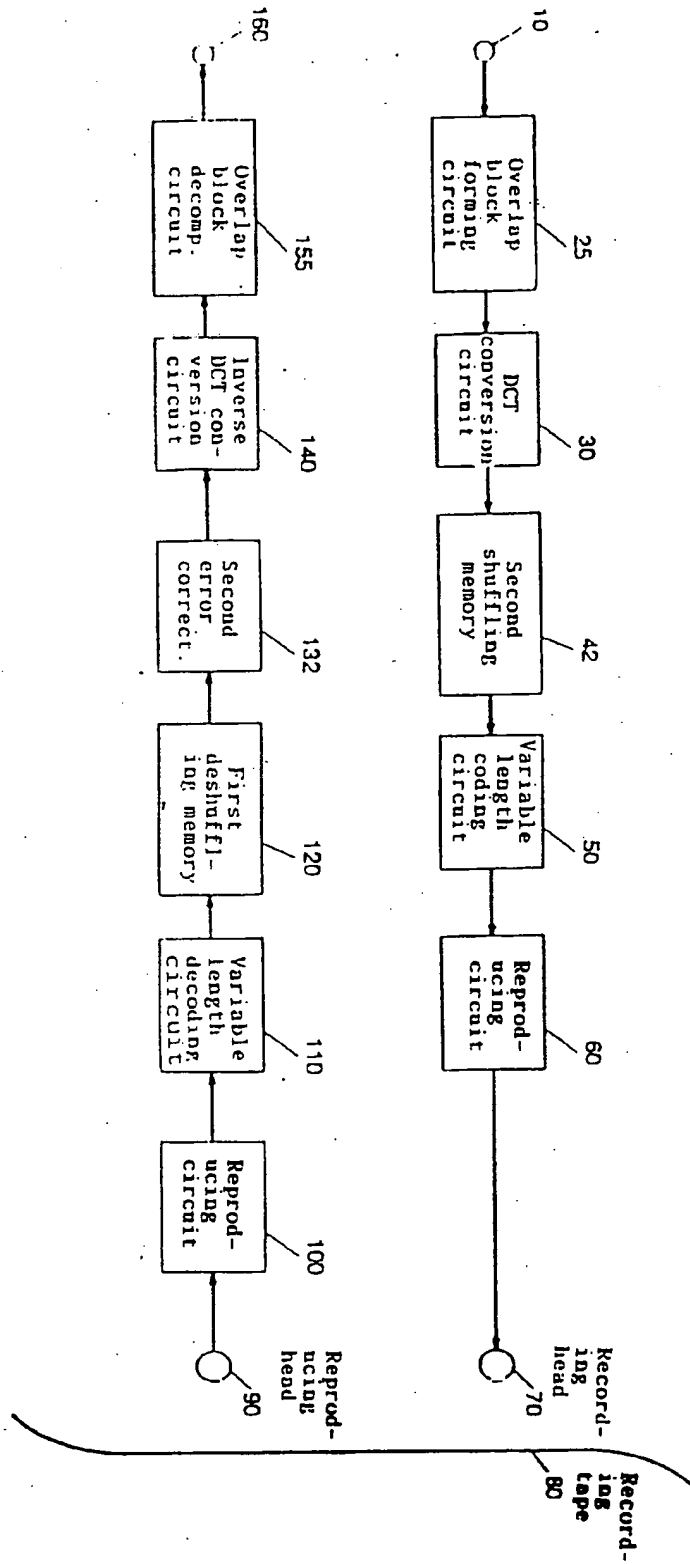 10
Overlap
block
forming
circuit
25
DCT
conversion
circuit
30
Second
shuffling
memory
42
Variable
length
coding
circuit
50
Reprod-
ucing
circuit
60
Record-
ing
head
70
Record-
ing
tape
80
160
Overlap
block
decomp.
circuit
155
Inverse
DCT con-
version
circuit
140
Second
error
correct.
132
First
deshuffl-
ing memory
120
Variable
length
decoding
circuit
110
Reprod-
ucing
circuit
100
Reprod-
ucing
head
90